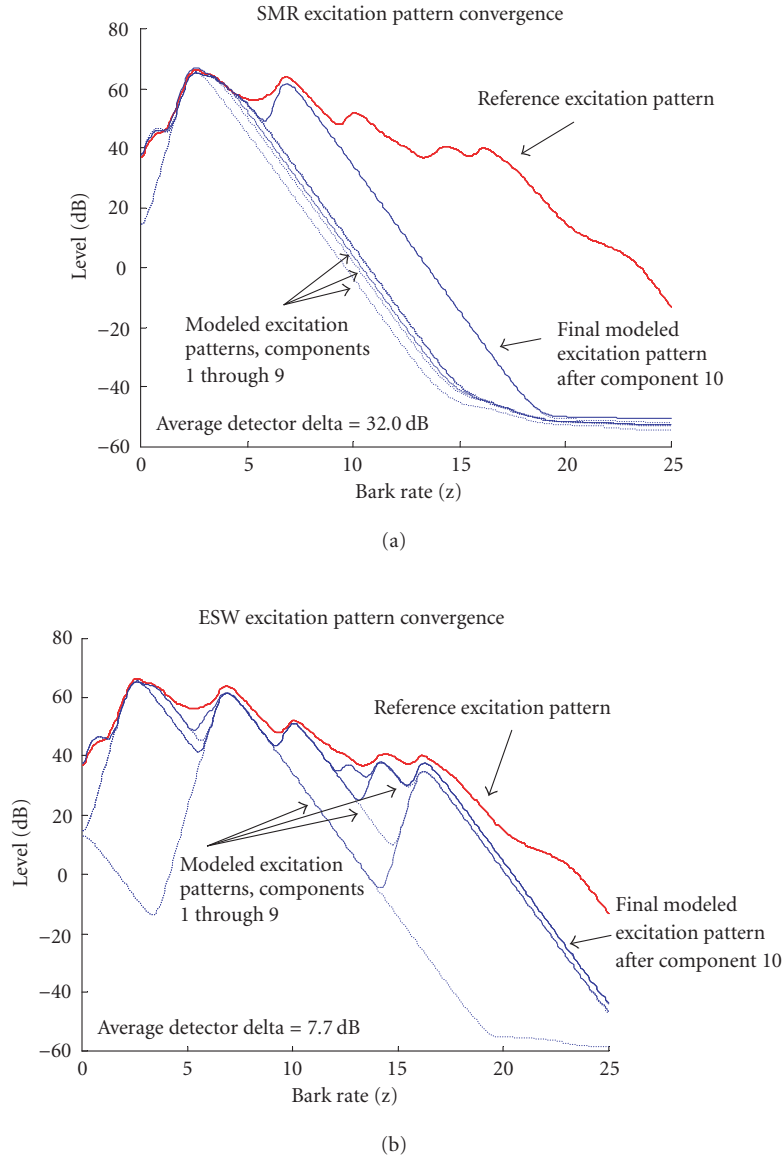 SMR excitation pattern convergence
80
60
40
20
0
−20
−40
−60
Level (dB)
Reference excitation pattern
Modeled excitation
patterns, components
1 through 9
Final modeled
excitation pattern
after component 10
Average detector delta = 32.0 dB
0 5 10 15 20 25
Bark rate (z)
(a)
ESW excitation pattern convergence
80
60
40
20
0
−20
−40
−60
Level (dB)
Reference excitation pattern
Modeled excitation
patterns, components
1 through 9
Final modeled
excitation pattern
after component 10
Average detector delta = 7.7 dB
0 5 10 15 20 25
Bark rate (z)
(b)